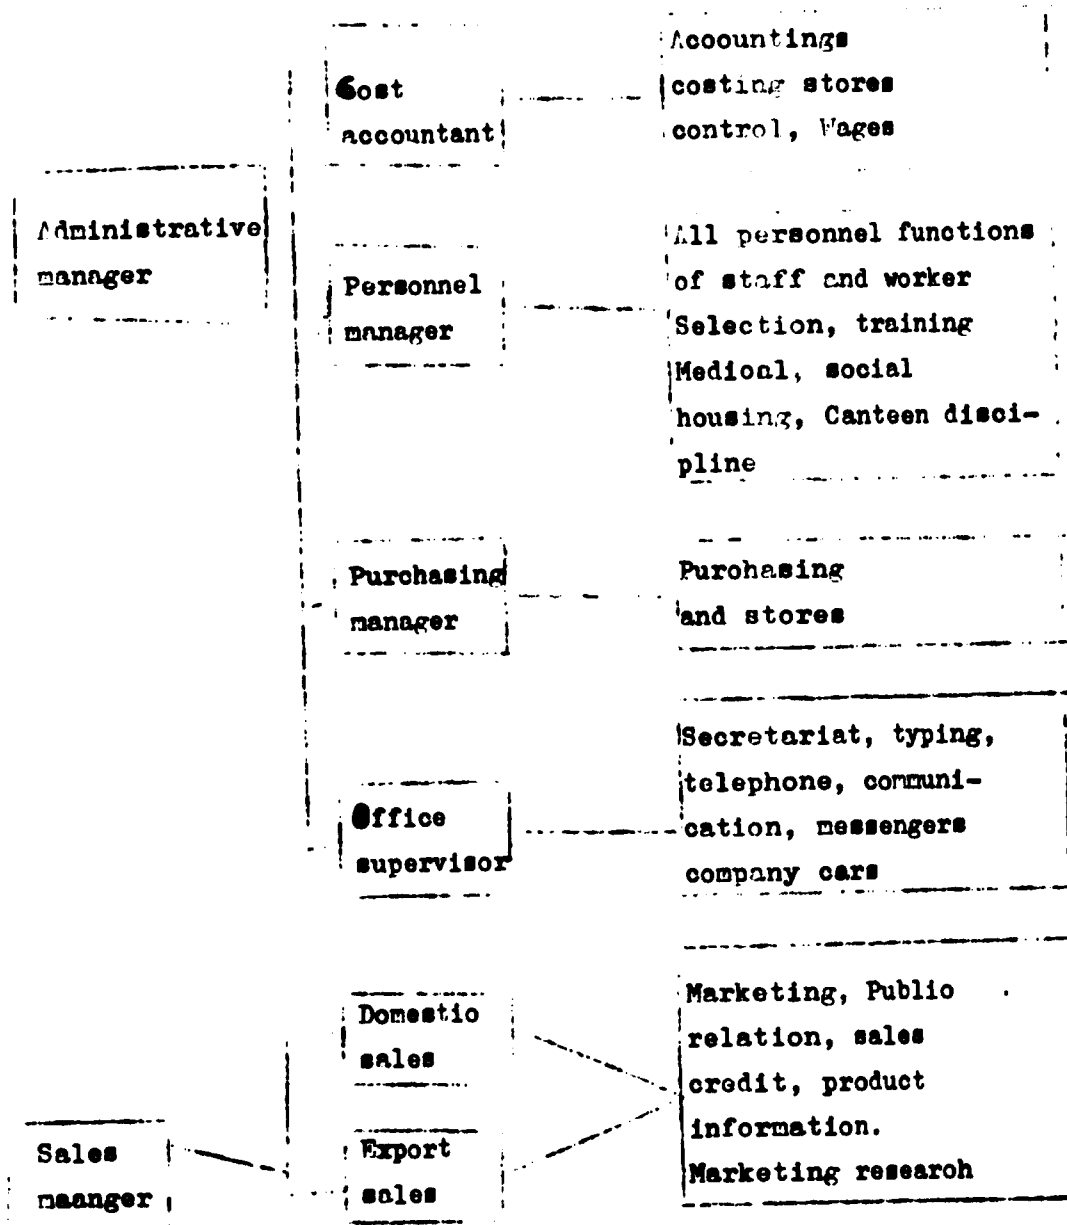 Cost
accountant
Accountings
costing stores
control, Wages
Administrative
manager
Personnel
manager
All personnel functions
of staff and worker
Selection, training
Medical, social
housing, Canteen disci-
pline
Purchasing
manager
Purchasing
and stores
Office
supervisor
Secretariat, typing,
telephone, communi-
cation, messengers
company cars
Domestic
sales
Marketing, Public
relation, sales
credit, product
information.
Marketing research
Sales
maanger
Export
sales